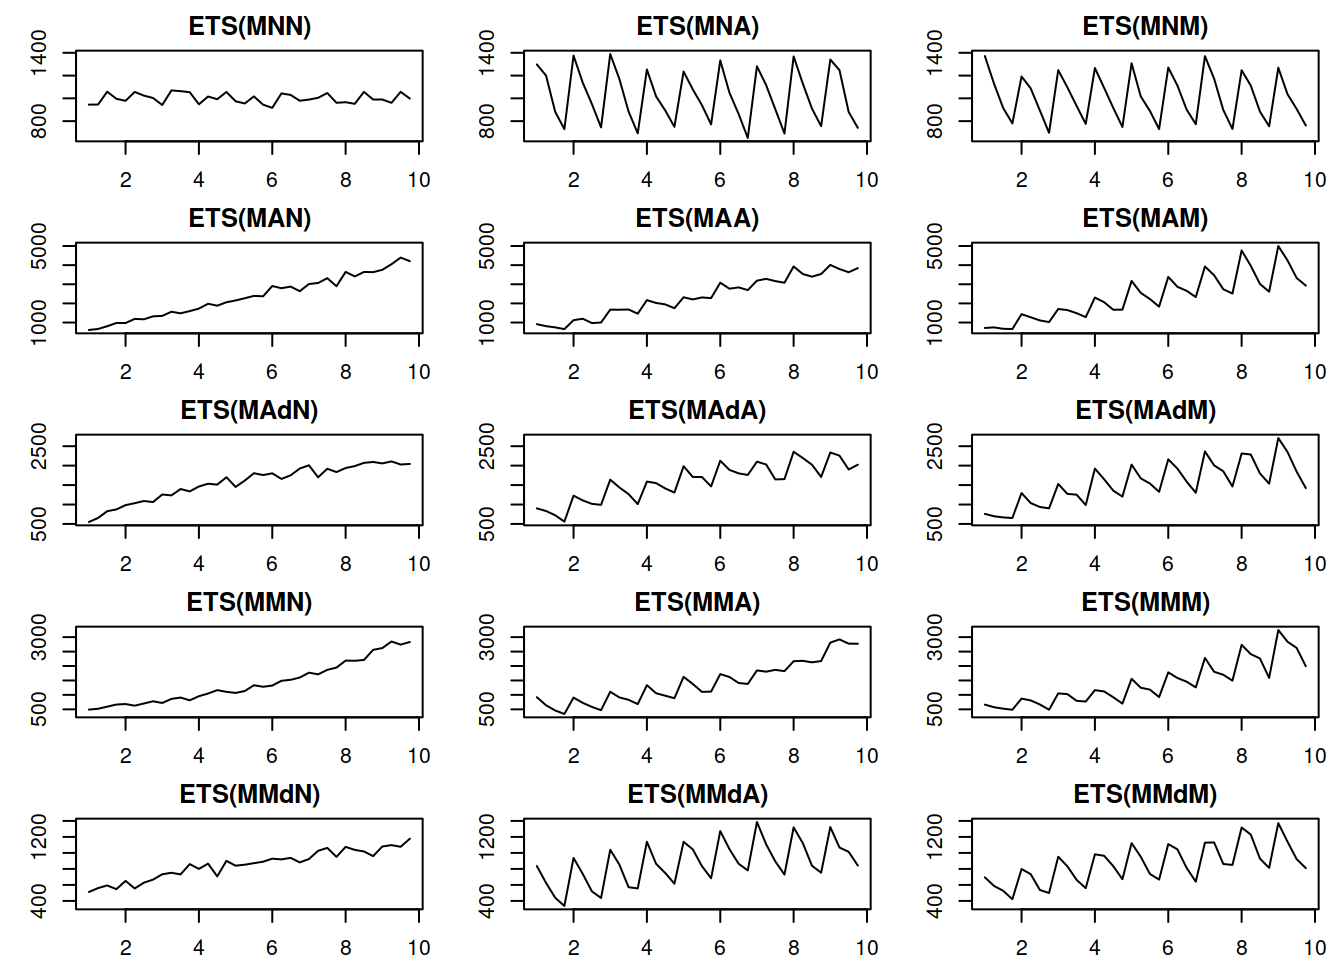 ETS(MNN) ETS(MNA) ETS(MNM)
1400 1400 1400
800 800 800
2 4 6 8 10 2 4 6 8 10 2 4 6 8 10
ETS(MAN) ETS(MAA) ETS(MAM)
5000 5000 5000
1000 1000 1000
2 4 6 8 10 2 4 6 8 10 2 4 6 8 10
ETS(MAdN) ETS(MAdA) ETS(MAdM)
2500 2500 2500
500 500 500
2 4 6 8 10 2 4 6 8 10 2 4 6 8 10
ETS(MMN) ETS(MMA) ETS(MMM)
3000 3000 3000
500 500 500
2 4 6 8 10 2 4 6 8 10 2 4 6 8 10
ETS(MMdN) ETS(MMdA) ETS(MMdM)
1200 1200 1200
400 400 400
2 4 6 8 10 2 4 6 8 10 2 4 6 8 10